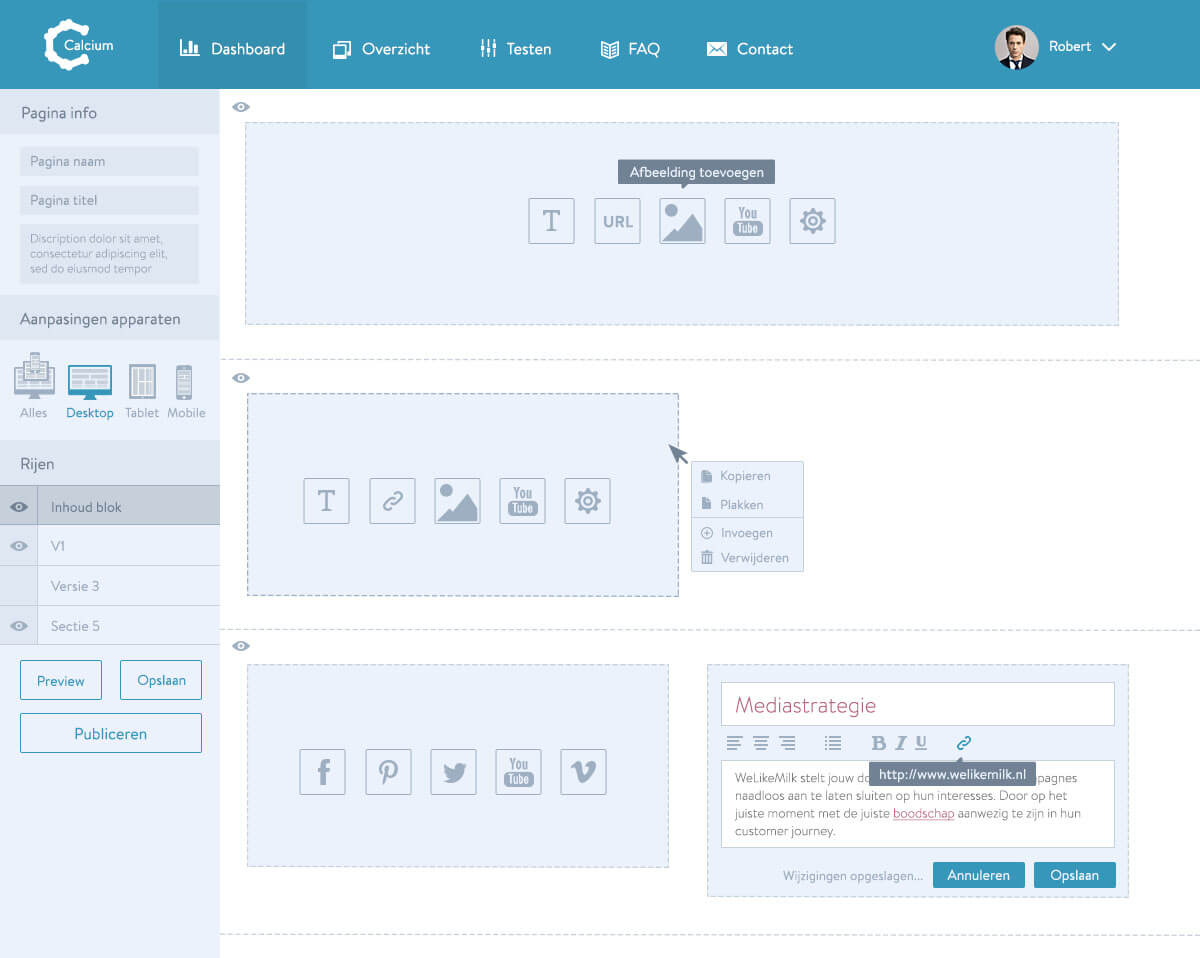 Calcium
Dashboard
Overzicht
Testen
FAQ
Contact
Robert
Pagina info
Pagina naam
Pagina titel
Discription dolor sit amet,
consectetur adipiscing elit,
sed do eiusmod tempor
Aanpasingen apparaten
Alles
Desktop
Tablet
Mobile
Rijen
Inhoud blok
V1
Versie 3
Sectie 5
Preview
Opslaan
Publiceren
Afbeelding toevoegen
T
URL
You
Tube
T
You
Tube
Kopieren
Plakken
Invoegen
Verwijderen
You
Tube
Mediastrategie
B I U
http://www.welikemilk.nl
WeLikeMilk stelt jouw do pagnes
naadloos aan te laten sluiten op hun interesses. Door op het
juiste moment met de juiste boodschap aanwezig te zijn in hun
customer journey.
Wijzigingen opgeslagen...
Annuleren
Opslaan